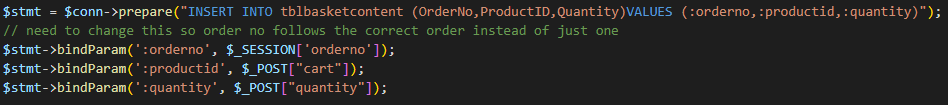 $stmt = $conn->prepare("INSERT INTO tblbasketcontent (OrderNo,ProductID,Quantity)VALUES (:orderno,:productid,:quantity)");
// need to change this so order no follows the correct order instead of just one
$stmt->bindParam(':orderno', $_SESSION['orderno']);
$stmt->bindParam(':productid', $_POST["cart"]);
$stmt->bindParam(':quantity', $_POST["quantity"]);